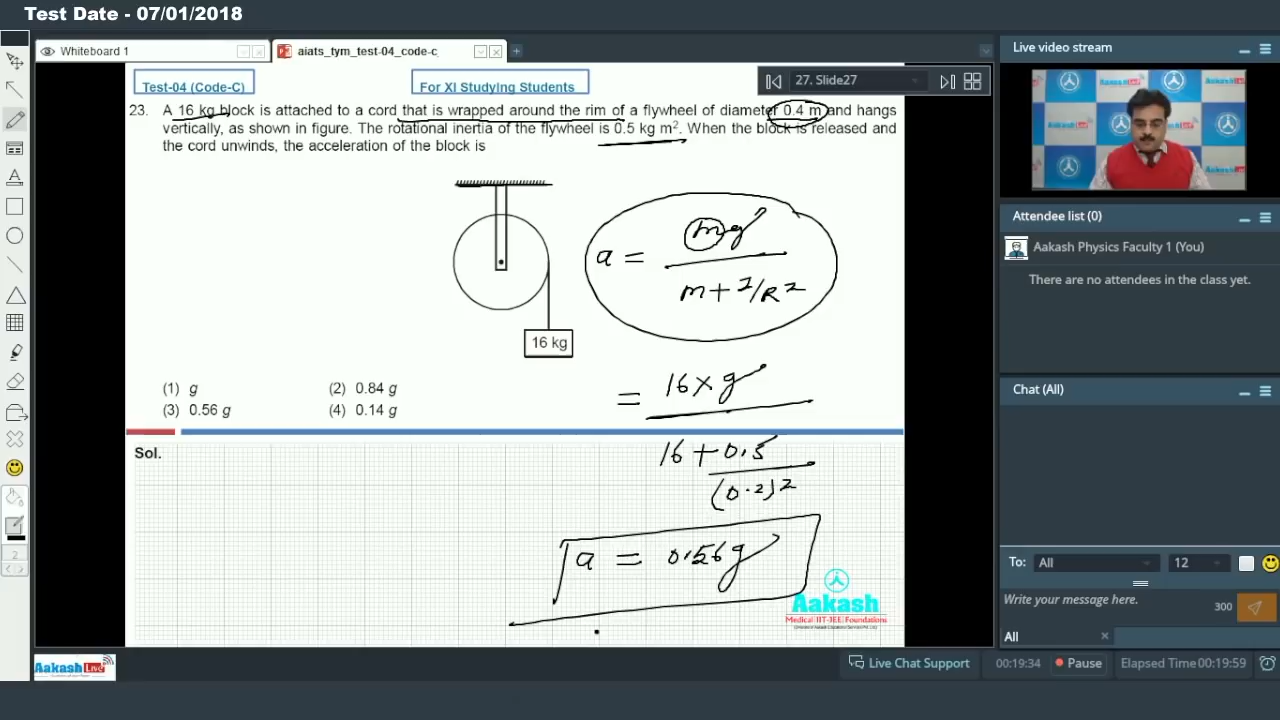 Test Date - 07/01/2018
Whiteboard 1
aiats_tym_test-04_code-c
Live video stream
Test-04 (Code-C)
For XI Studying Students
27. Slide27
23. A 16 kg block is attached to a cord that is wrapped around the rim of a flywheel of diameter 0.4 m and hangs
vertically, as shown in figure. The rotational inertia of the flywheel is 0.5 kg m². When the block is released and
the cord unwinds, the acceleration of the block is
a = mg
m + I/R²
16 kg
(1) g
(2) 0.84 g
(3) 0.56 g
(4) 0.14 g
= 16 × g
16 + 0.5
(0.2)²
Sol.
a = 0.56g
Aakash
Medical|IIT-JEE|Foundations
Attendee list (0)
Aakash Physics Faculty 1 (You)
There are no attendees in the class yet.
Chat (All)
To:
All
12
Write your message here.
300
All
2
Aakash Live
Live Chat Support
00:19:34
Pause
Elapsed Time 00:19:59